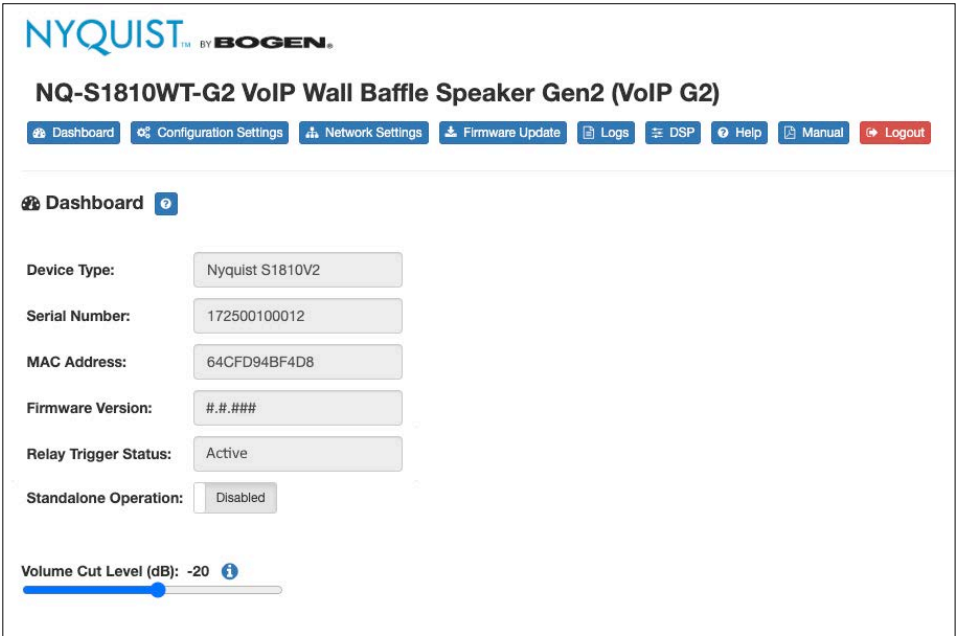 NYQUIST™ BY BOGEN®
NQ-S1810WT-G2 VoIP Wall Baffle Speaker Gen2 (VoIP G2)
Dashboard Configuration Settings Network Settings Firmware Update Logs DSP Help Manual Logout
Dashboard
Device Type: Nyquist S1810V2
Serial Number: 172500100012
MAC Address: 64CFD94BF4D8
Firmware Version: #.#.###
Relay Trigger Status: Active
Standalone Operation: Disabled
Volume Cut Level (dB): -20